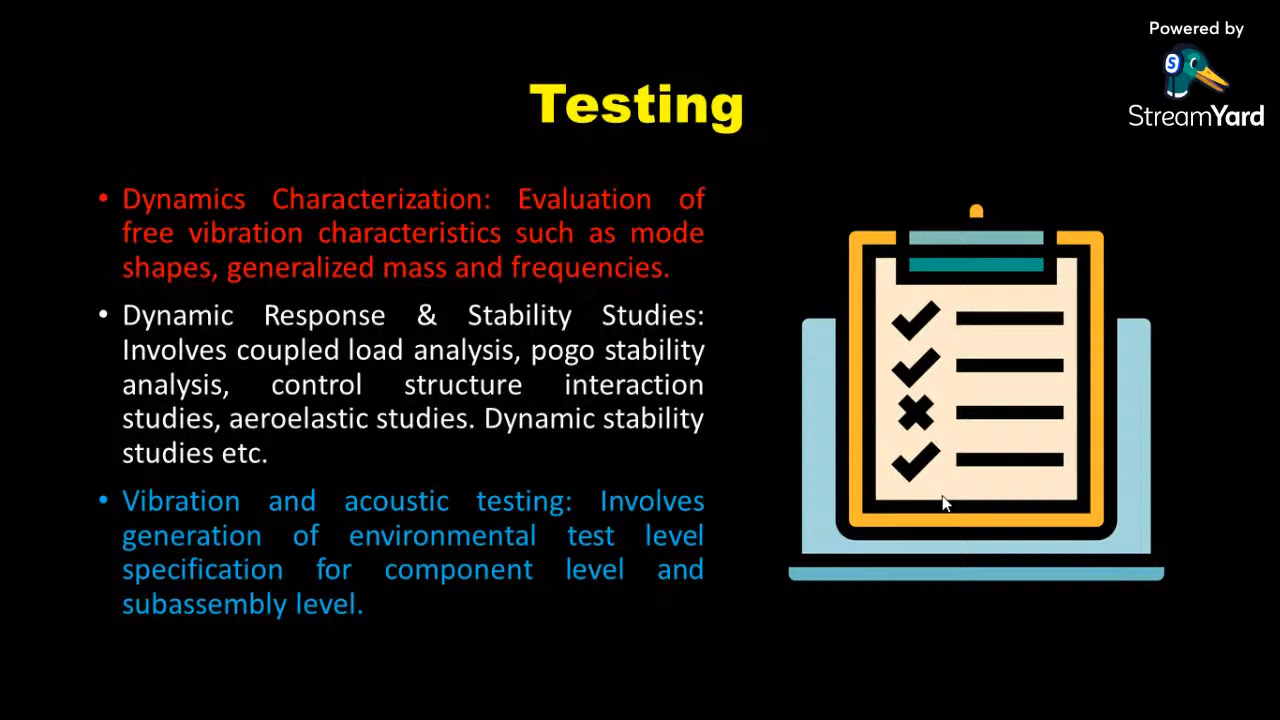 Powered by
StreamYard
Testing
• Dynamics Characterization: Evaluation of
free vibration characteristics such as mode
shapes, generalized mass and frequencies.
• Dynamic Response & Stability Studies:
Involves coupled load analysis, pogo stability
analysis, control structure interaction
studies, aeroelastic studies. Dynamic stability
studies etc.
• Vibration and acoustic testing: Involves
generation of environmental test level
specification for component level and
subassembly level.